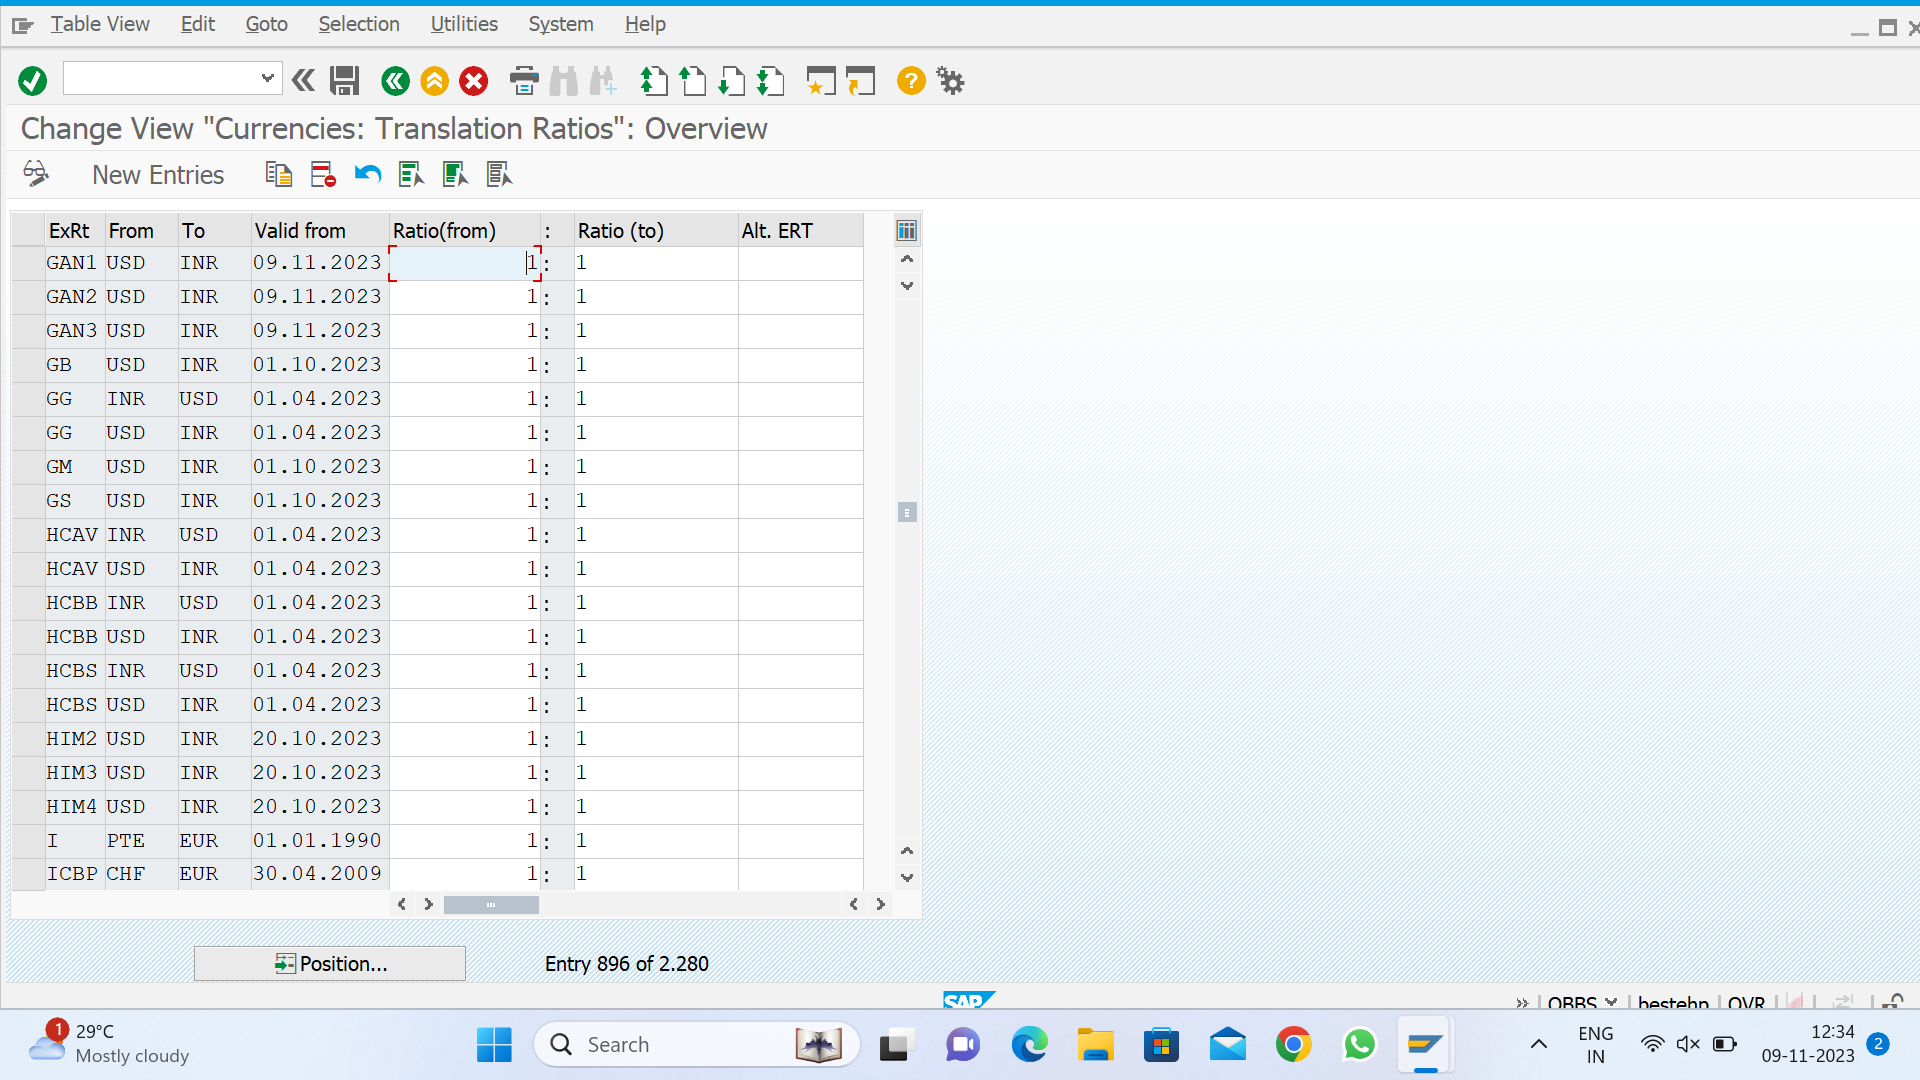 Table View Edit Goto Selection Utilities System Help
Change View "Currencies: Translation Ratios": Overview
New Entries
ExRt From To Valid from Ratio(from) : Ratio (to) Alt. ERT
GAN1 USD INR 09.11.2023 1 : 1
GAN2 USD INR 09.11.2023 1 : 1
GAN3 USD INR 09.11.2023 1 : 1
GB USD INR 01.10.2023 1 : 1
GG INR USD 01.04.2023 1 : 1
GG USD INR 01.04.2023 1 : 1
GM USD INR 01.10.2023 1 : 1
GS USD INR 01.10.2023 1 : 1
HCAV INR USD 01.04.2023 1 : 1
HCAV USD INR 01.04.2023 1 : 1
HCBB INR USD 01.04.2023 1 : 1
HCBB USD INR 01.04.2023 1 : 1
HCBS INR USD 01.04.2023 1 : 1
HCBS USD INR 01.04.2023 1 : 1
HIM2 USD INR 20.10.2023 1 : 1
HIM3 USD INR 20.10.2023 1 : 1
HIM4 USD INR 20.10.2023 1 : 1
I PTE EUR 01.01.1990 1 : 1
ICBP CHF EUR 30.04.2009 1 : 1
Position... Entry 896 of 2.280
SAP OBBS bestehp OVR
1 29°C
Mostly cloudy
Search
ENG
IN
12:34
09-11-2023
2